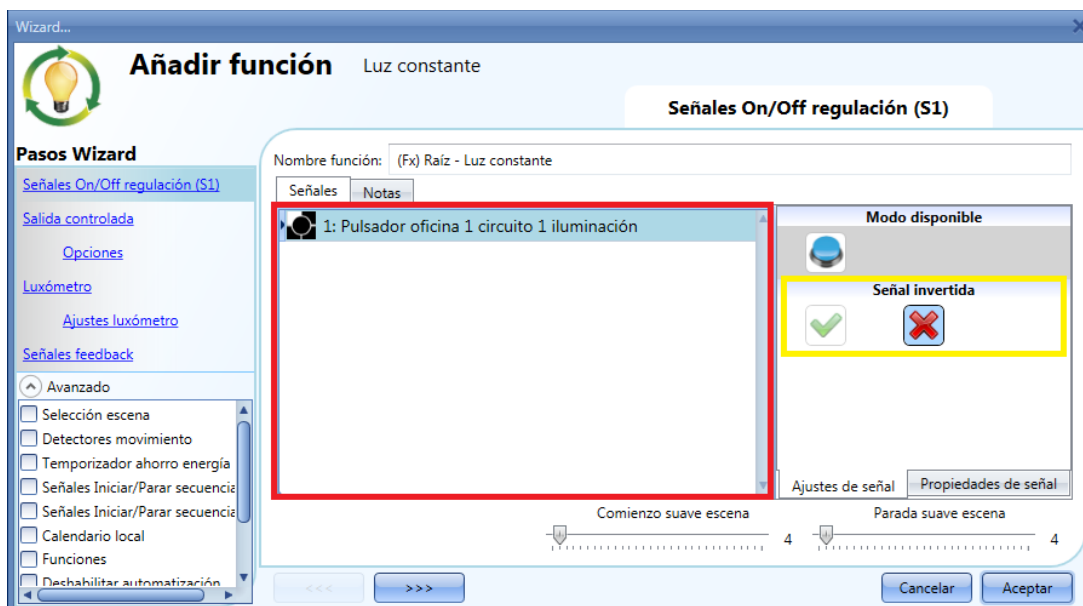 Wizard...
Añadir función Luz constante
Señales On/Off regulación (S1)
Pasos Wizard
Señales On/Off regulación (S1)
Salida controlada
Opciones
Luxómetro
Ajustes luxómetro
Señales feedback
Avanzado
Selección escena
Detectores movimiento
Temporizador ahorro energía
Señales Iniciar/Parar secuencia
Señales Iniciar/Parar secuencia
Calendario local
Funciones
Deshabilitar automatización
Nombre función: (Fx) Raíz - Luz constante
Señales Notas
1: Pulsador oficina 1 circuito 1 iluminación
Modo disponible
Señal invertida
Ajustes de señal Propiedades de señal
Comienzo suave escena Parada suave escena
4 4
<<< >>> Cancelar Aceptar